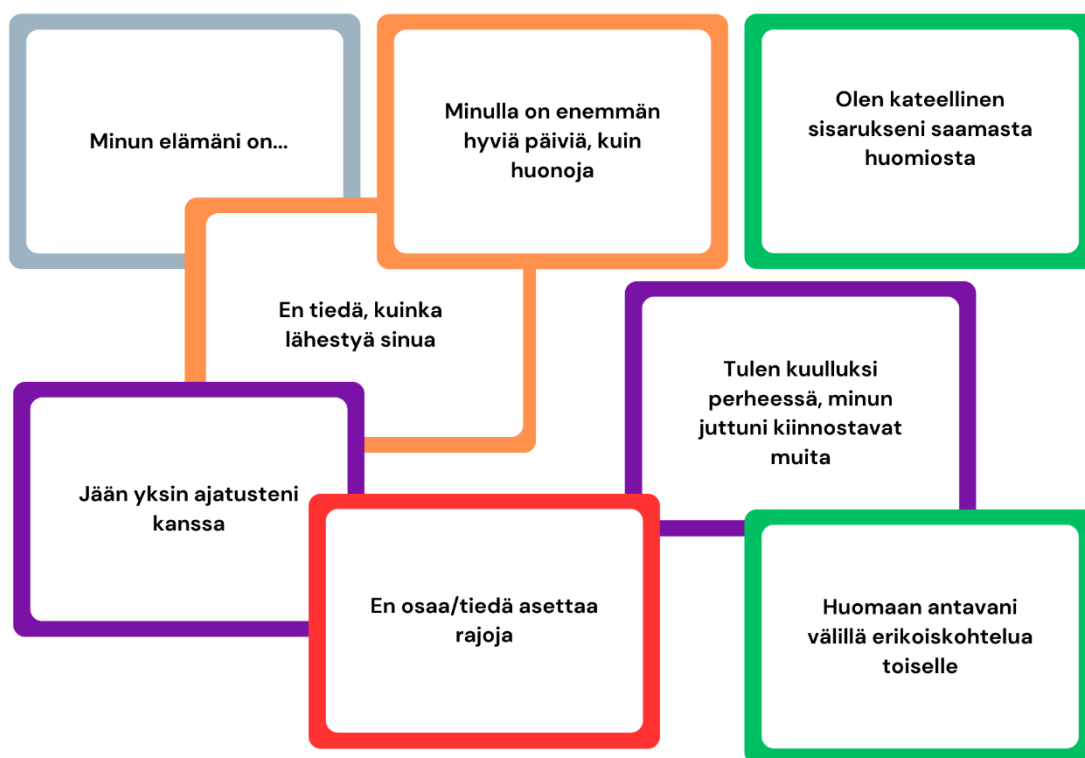 Minun elämäni on...
Minulla on enemmän
hyviä päiviä, kuin
huonoja
Olen kateellinen
sisarukseni saamasta
huomiosta
En tiedä, kuinka
lähestyä sinua
Tulen kuulluksi
perheessä, minun
juttuni kiinnostavat
muita
Jään yksin ajatusteni
kanssa
En osaa/tiedä asettaa
rajoja
Huomaan antavani
välillä erikoiskohtelua
toiselle